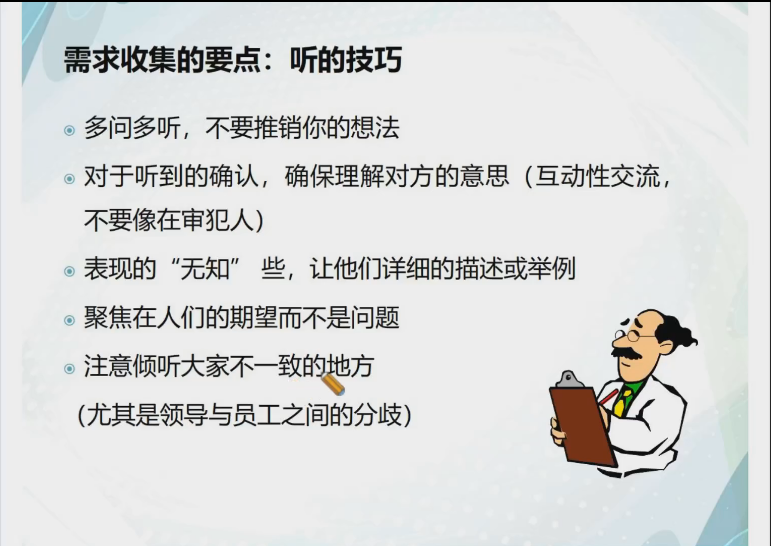 需求收集的要点：听的技巧
多问多听，不要推销你的想法
对于听到的确认，确保理解对方的意思（互动性交流，
不要像在审犯人）
表现的“无知” 些，让他们详细的描述或举例
聚焦在人们的期望而不是问题
注意倾听大家不一致的地方
（尤其是领导与员工之间的分歧）